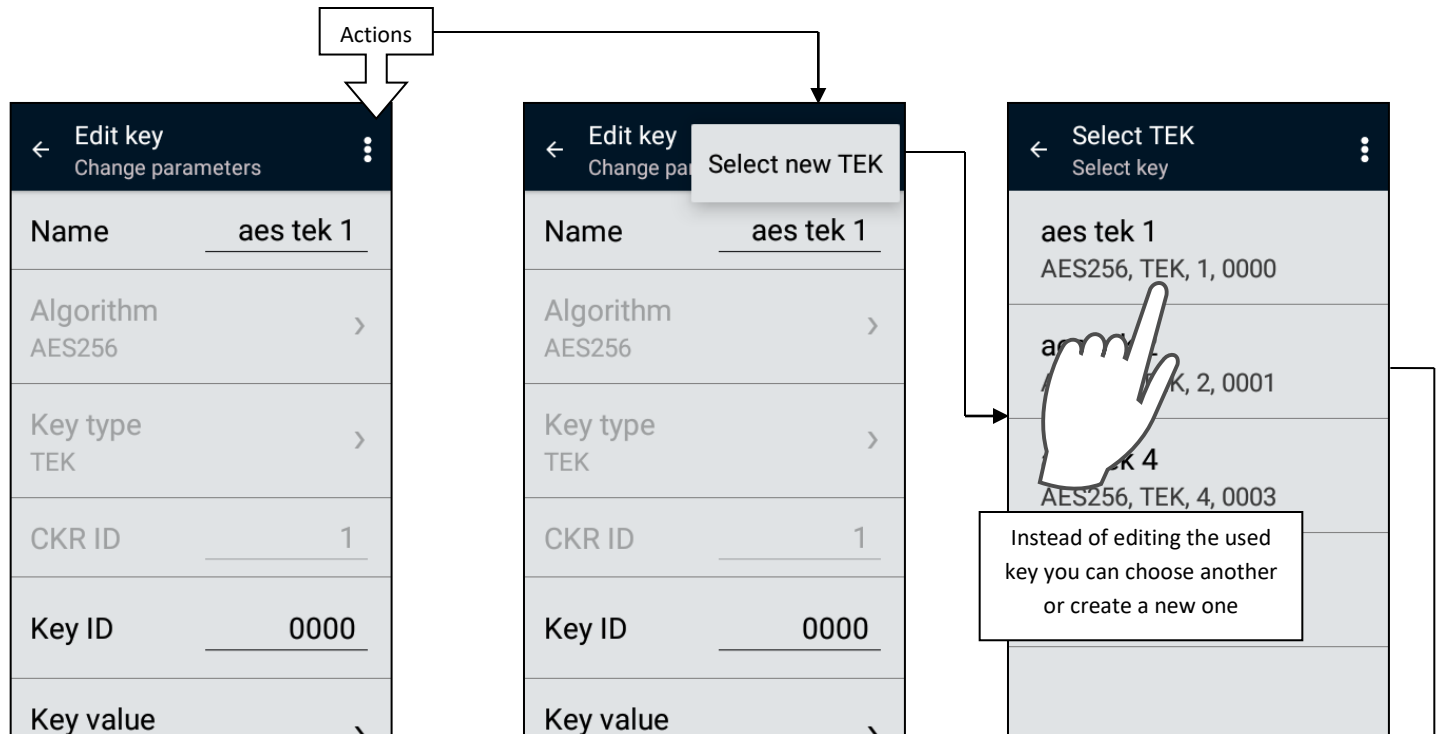 Actions
Edit key
Change parameters
Name aes tek 1
Algorithm
AES256
Key type
TEK
CKR ID 1
Key ID 0000
Key value
Edit key
Change
Select new TEK
Name aes tek 1
Algorithm
AES256
Key type
TEK
CKR ID 1
Key ID 0000
Key value
Select TEK
Select key
aes tek 1
AES256, TEK, 1, 0000
2, 0001
4
AES256, TEK, 4, 0003
Instead of editing the used
key you can choose another
or create a new one